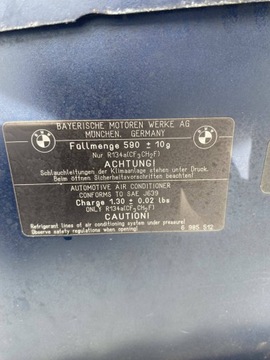 BMW
BMW
BAYERISCHE MOTOREN WERKE AG
MÜNCHEN, GERMANY
Füllmenge 590 ± 10g
Nur R134a(CF₃CH₂F)
ACHTUNG!
Schlauchleitungen der Klimaanlage stehen unter Druck.
Beim Öffnen Sicherheitsvorschriften beachten!
AUTOMOTIVE AIR CONDITIONER
CONFORMS TO SAE J639
Charge 1.30 ± 0.02 lbs
ONLY R134a(CF₃CH₂F)
CAUTION!
Refrigerant lines of air conditioning system under pressure!
Observe safety regulations when opening!